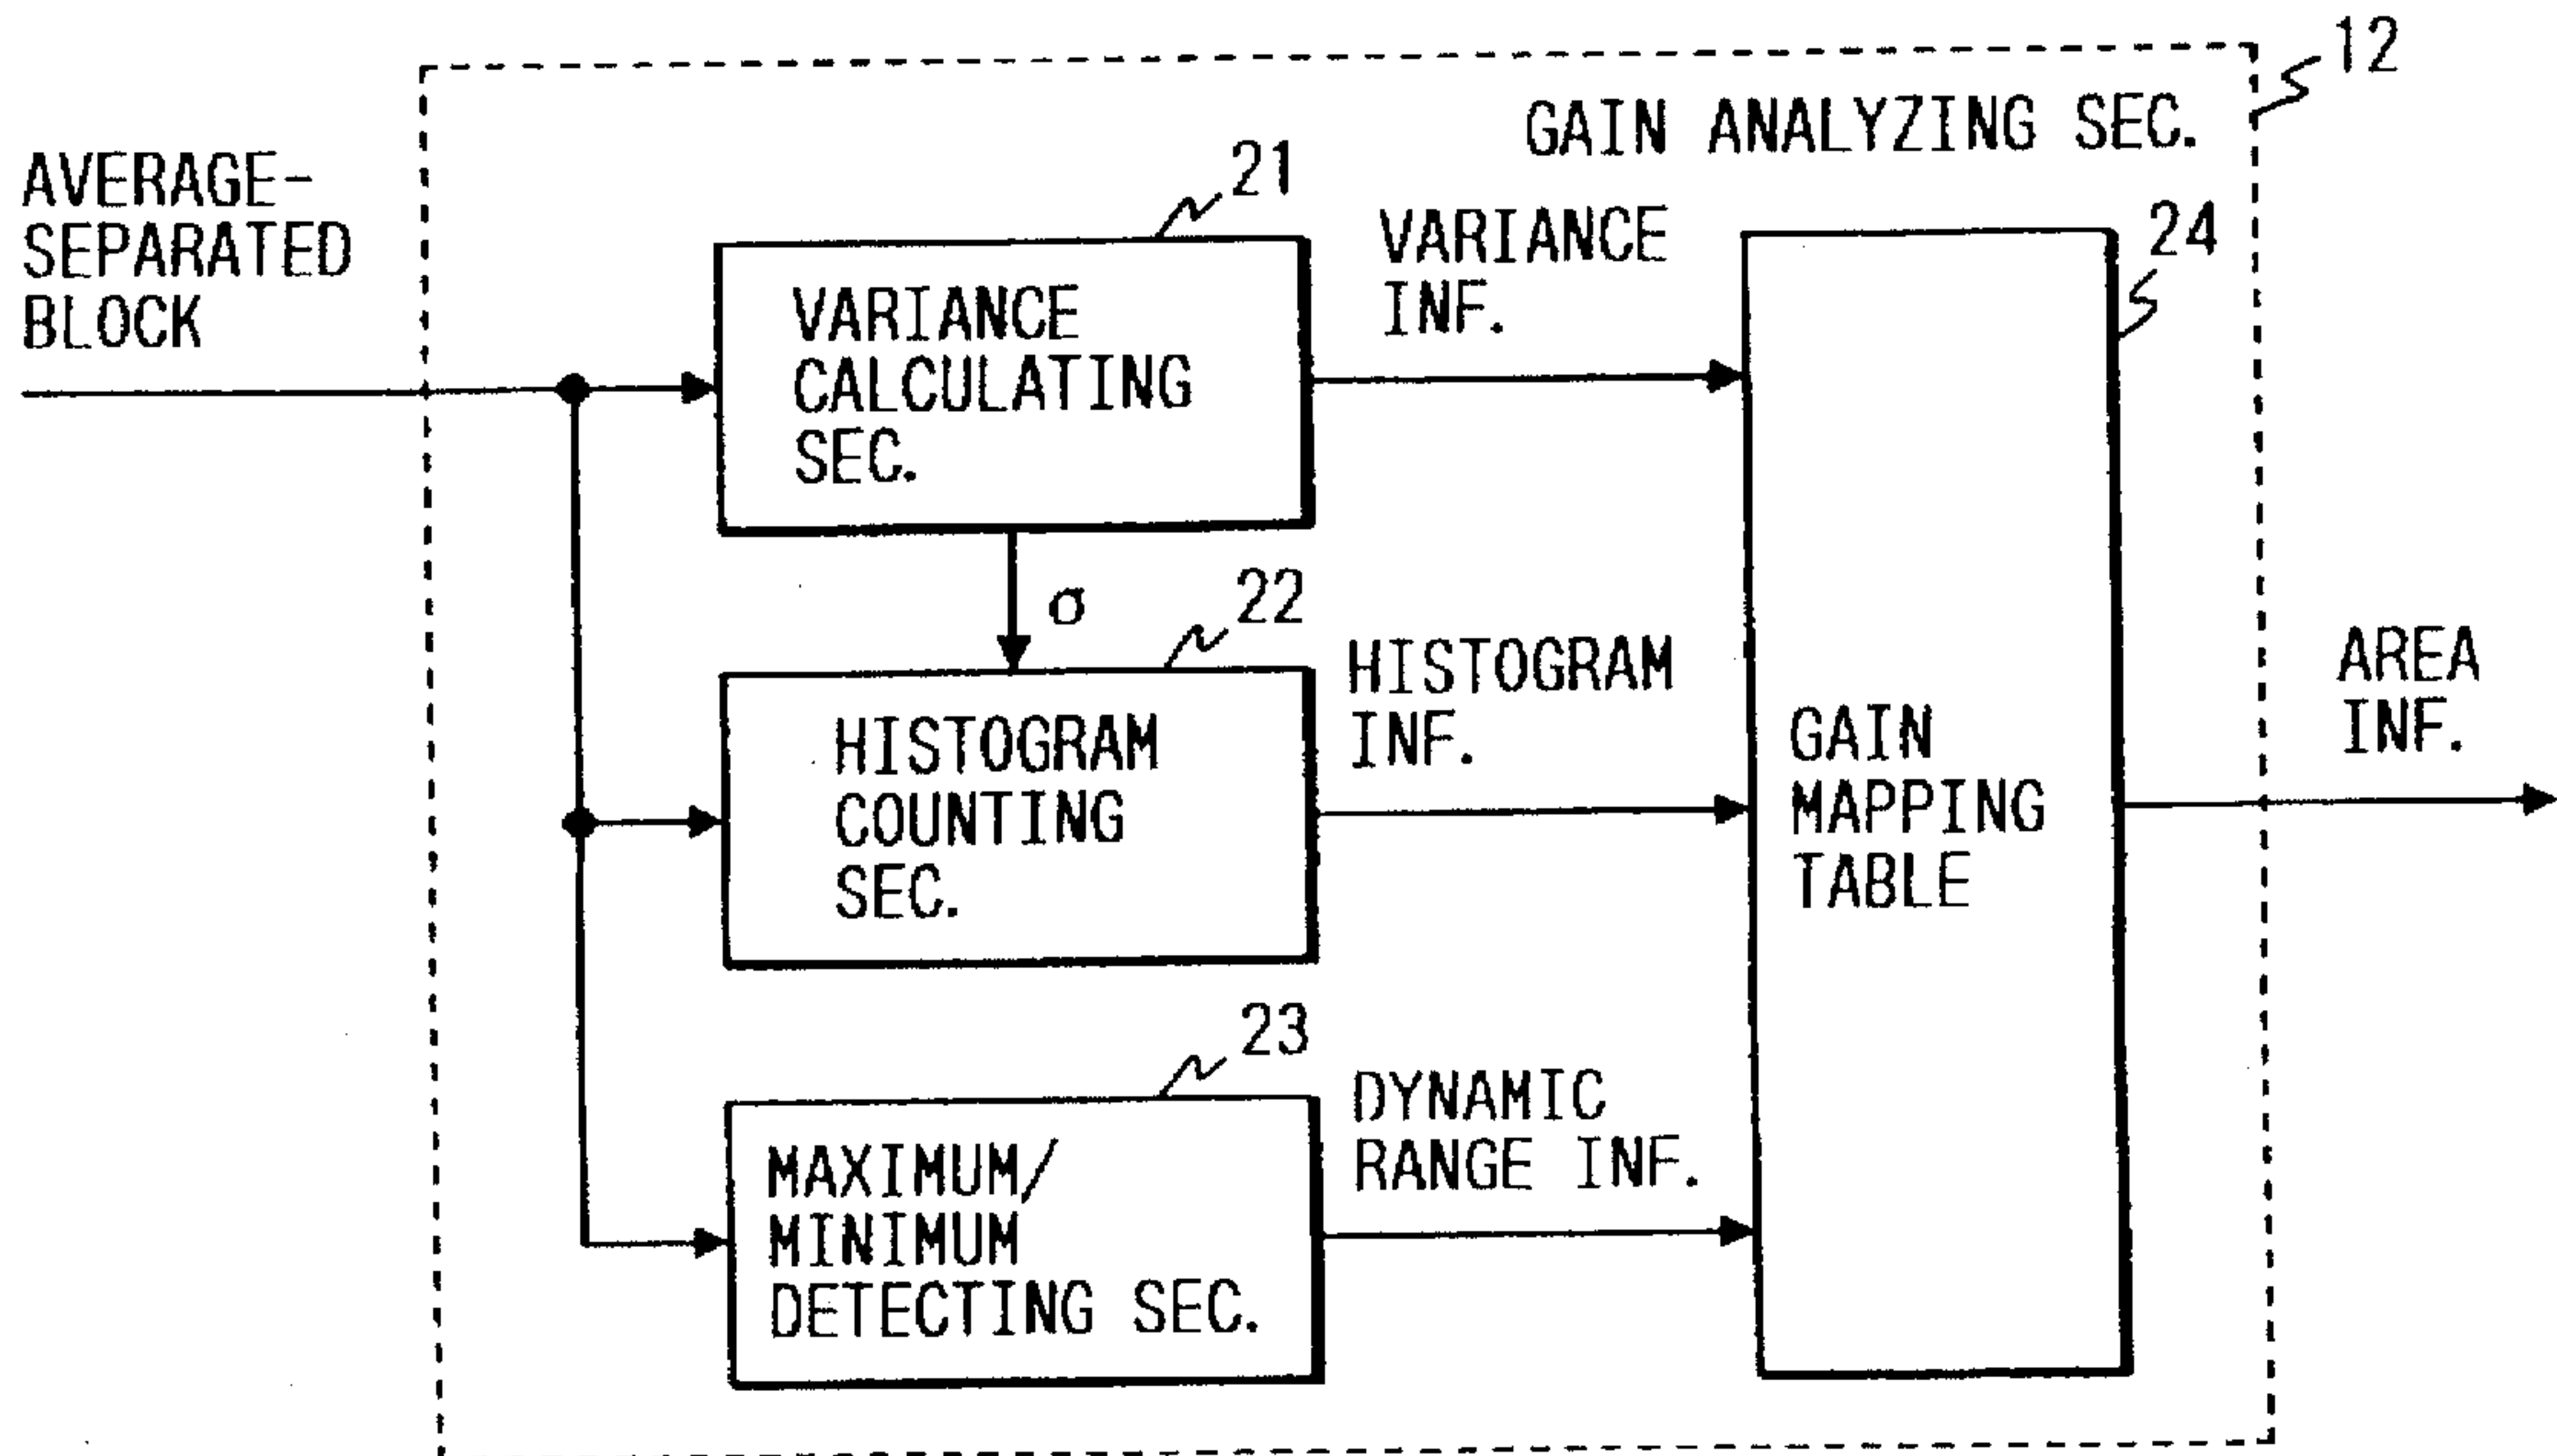 12
GAIN ANALYZING SEC.
AVERAGE-
SEPARATED
BLOCK
21
VARIANCE
CALCULATING
SEC.
VARIANCE
INF.
24
σ
22
HISTOGRAM
COUNTING
SEC.
HISTOGRAM
INF.
GAIN
MAPPING
TABLE
AREA
INF.
23
MAXIMUM/
MINIMUM
DETECTING SEC.
DYNAMIC
RANGE INF.